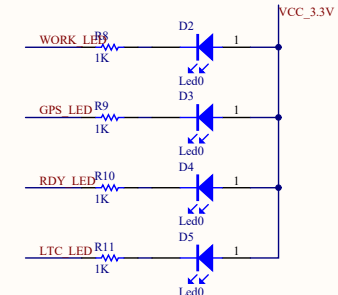 VCC_3.3V
D2
WORK_LED R8 1
1K
Led0
D3
GPS_LED R9 1
1K
Led0
D4
RDY_LED R10 1
1K
Led0
D5
LTC_LED R11 1
1K
Led0